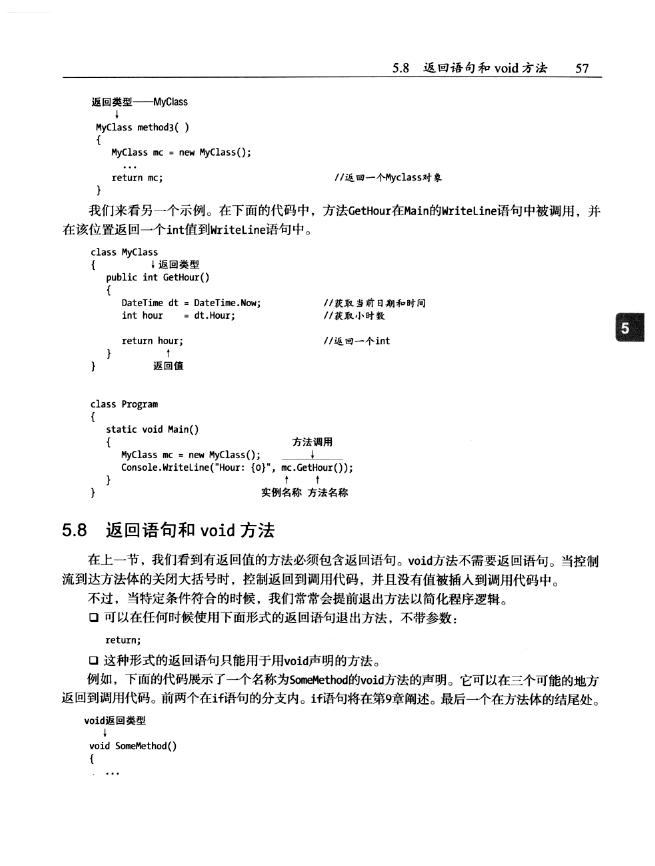 5.8 返回语句和 void 方法 57
返回类型——MyClass
↓
MyClass method3( )
{
MyClass mc = new MyClass();
...
return mc; //返回一个Myclass对象
}
我们来看另一个示例。在下面的代码中，方法GetHour在Main的WriteLine语句中被调用，并
在该位置返回一个int值到WriteLine语句中。
class MyClass
{ ↓返回类型
public int GetHour()
{
DateTime dt = DateTime.Now; //获取当前日期和时间
int hour = dt.Hour; //获取小时数
return hour; //返回一个int
} ↑
} 返回值
5
class Program
{
static void Main()
{ 方法调用
MyClass mc = new MyClass(); ↓
Console.WriteLine("Hour: {0}", mc.GetHour());
} ↑ ↑
} 实例名称 方法名称
5.8 返回语句和 void 方法
在上一节，我们看到有返回值的方法必须包含返回语句。void方法不需要返回语句。当控制
流到达方法体的关闭大括号时，控制返回到调用代码，并且没有值被插入到调用代码中。
不过，当特定条件符合的时候，我们常常会提前退出方法以简化程序逻辑。
❑ 可以在任何时候使用下面形式的返回语句退出方法，不带参数：
return;
❑ 这种形式的返回语句只能用于用void声明的方法。
例如，下面的代码展示了一个名称为SomeMethod的void方法的声明。它可以在三个可能的地方
返回到调用代码。前两个在if语句的分支内。if语句将在第9章阐述。最后一个在方法体的结尾处。
void返回类型
↓
void SomeMethod()
{
...